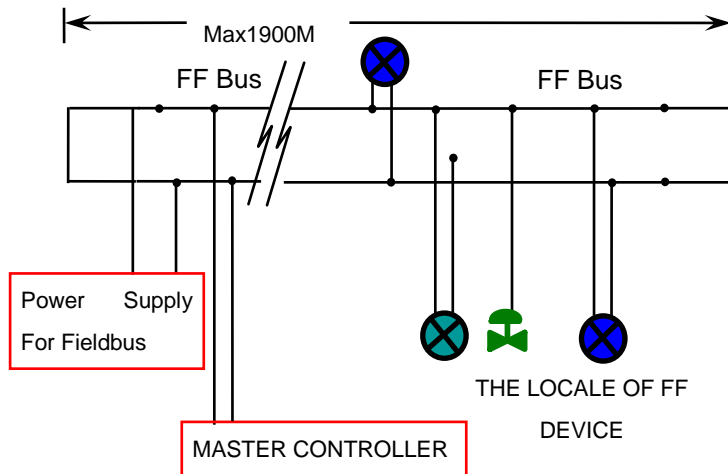 Max1900M
FF Bus
FF Bus
Power Supply
For Fieldbus
THE LOCALE OF FF
DEVICE
MASTER CONTROLLER